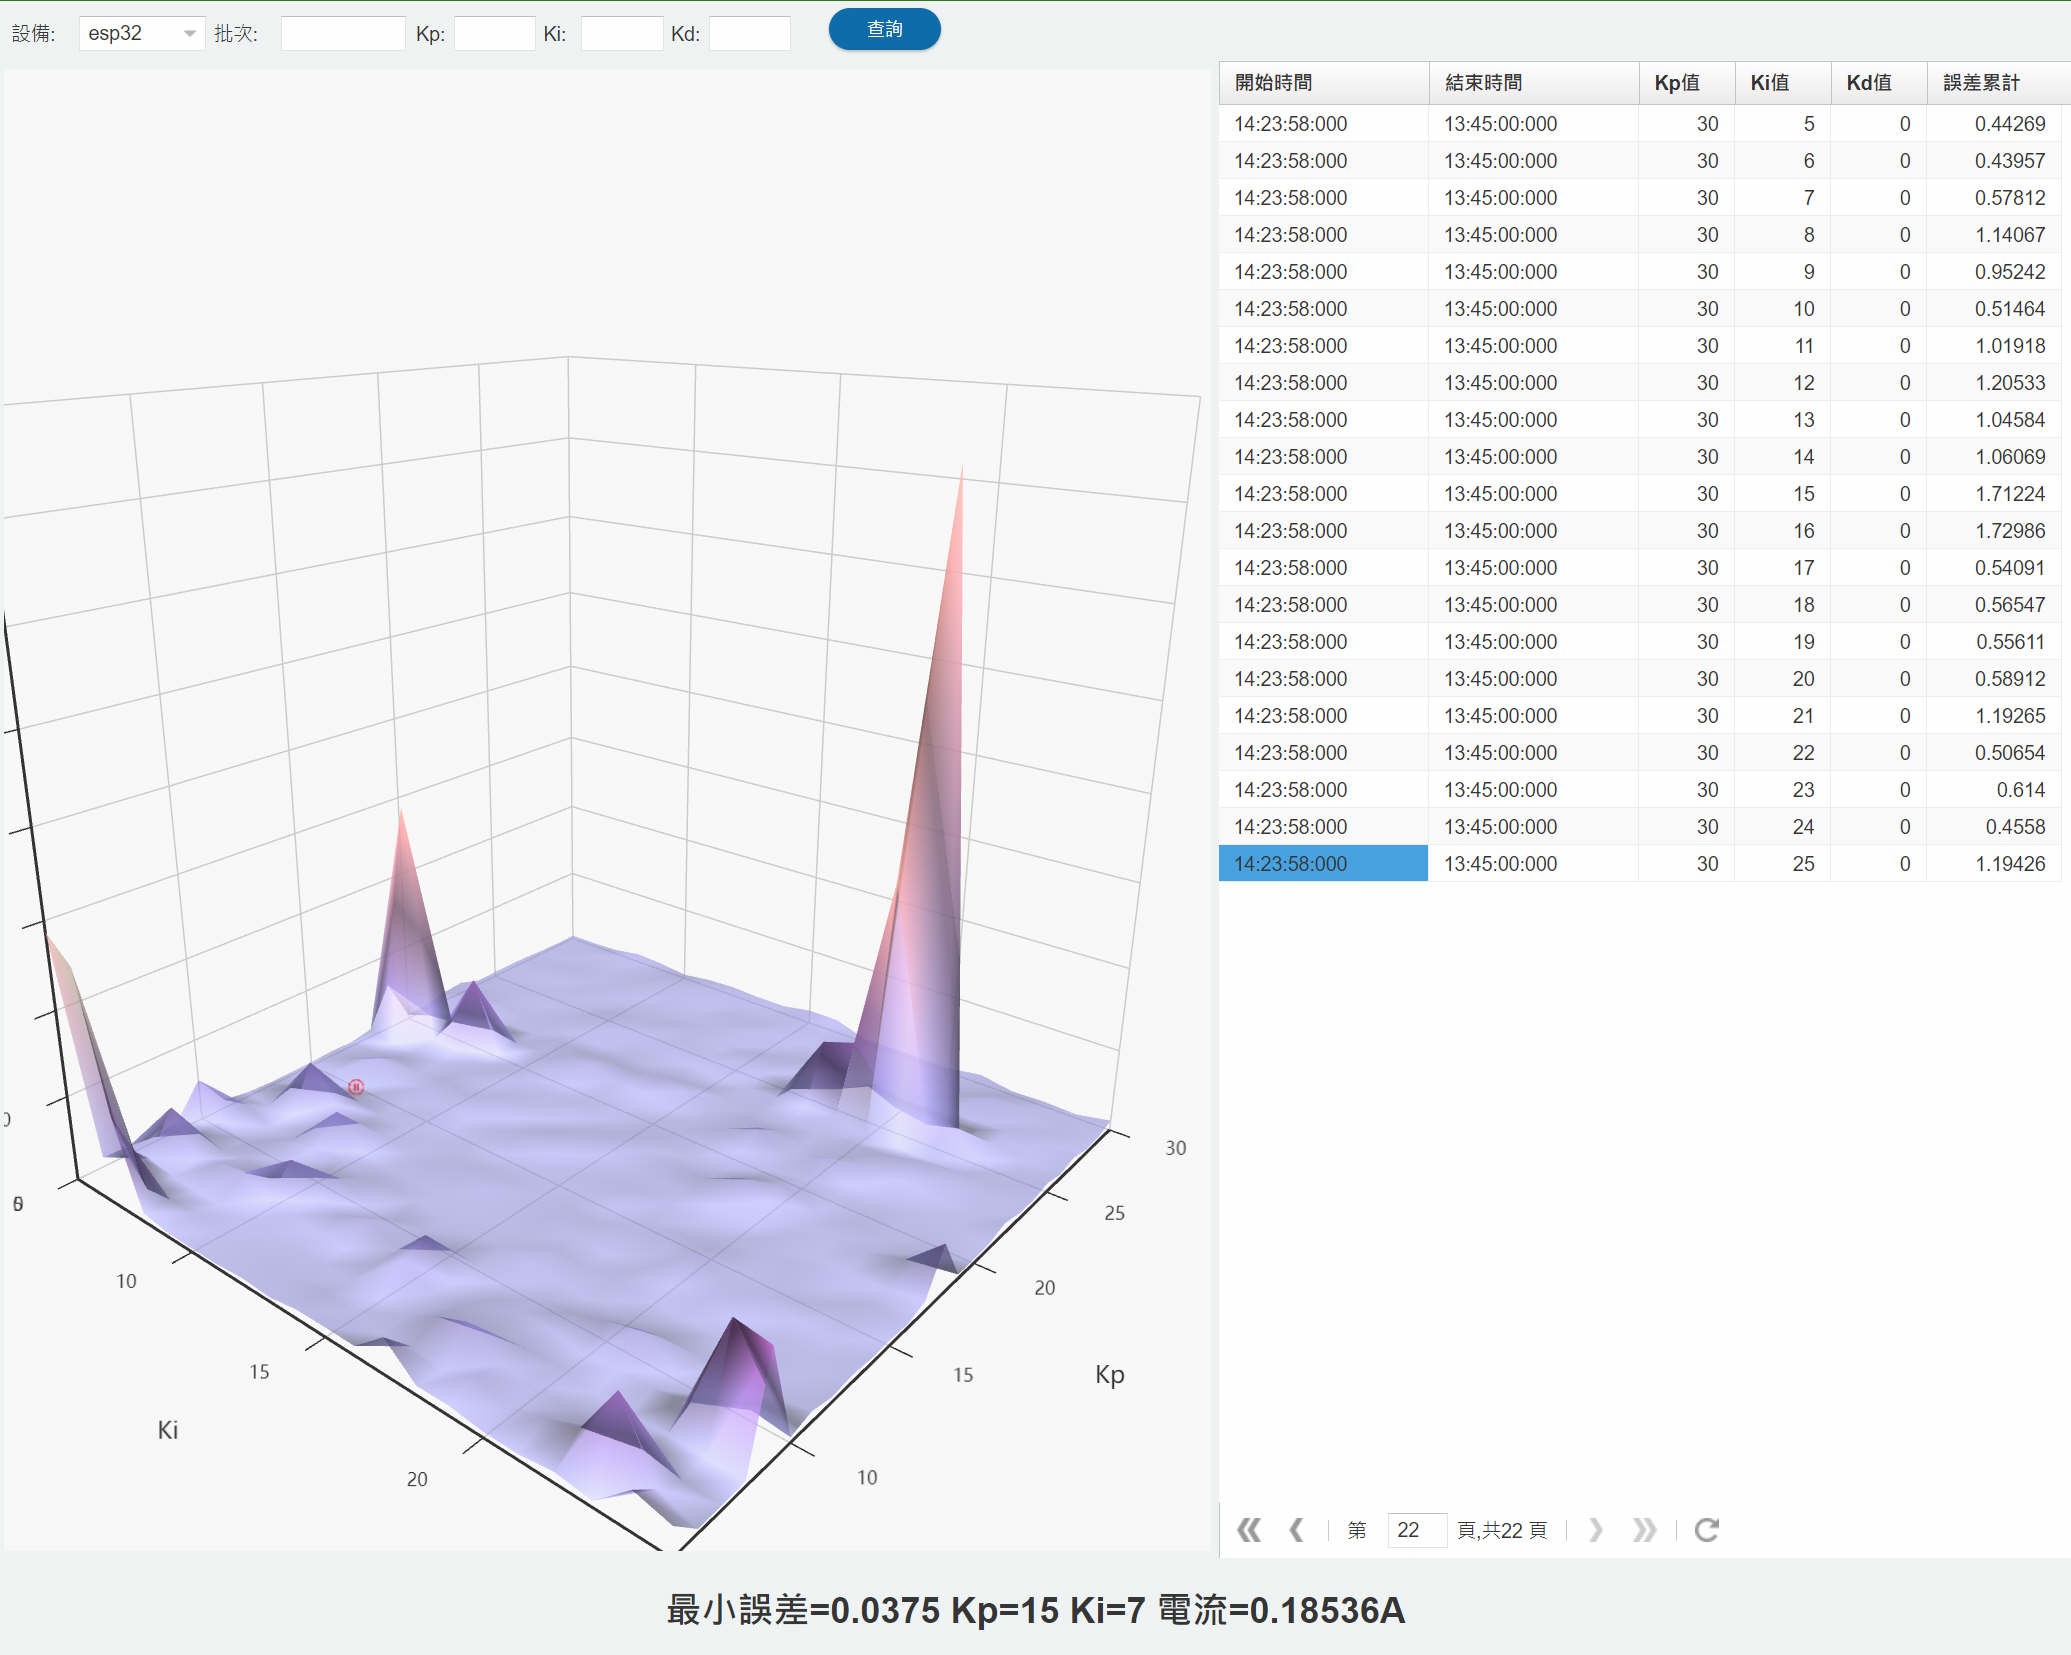 設備: esp32 批次: Kp: Ki: Kd: 查詢
開始時間 結束時間 Kp值 Ki值 Kd值 誤差累計
14:23:58:000 13:45:00:000 30 5 0 0.44269
14:23:58:000 13:45:00:000 30 6 0 0.43957
14:23:58:000 13:45:00:000 30 7 0 0.57812
14:23:58:000 13:45:00:000 30 8 0 1.14067
14:23:58:000 13:45:00:000 30 9 0 0.95242
14:23:58:000 13:45:00:000 30 10 0 0.51464
14:23:58:000 13:45:00:000 30 11 0 1.01918
14:23:58:000 13:45:00:000 30 12 0 1.20533
14:23:58:000 13:45:00:000 30 13 0 1.04584
14:23:58:000 13:45:00:000 30 14 0 1.06069
14:23:58:000 13:45:00:000 30 15 0 1.71224
14:23:58:000 13:45:00:000 30 16 0 1.72986
14:23:58:000 13:45:00:000 30 17 0 0.54091
14:23:58:000 13:45:00:000 30 18 0 0.56547
14:23:58:000 13:45:00:000 30 19 0 0.55611
14:23:58:000 13:45:00:000 30 20 0 0.58912
14:23:58:000 13:45:00:000 30 21 0 1.19265
14:23:58:000 13:45:00:000 30 22 0 0.50654
14:23:58:000 13:45:00:000 30 23 0 0.614
14:23:58:000 13:45:00:000 30 24 0 0.4558
14:23:58:000 13:45:00:000 30 25 0 1.19426
30
25
20
15
10
Kp
10
15
20
Ki
第 22 頁,共22 頁
最小誤差=0.0375 Kp=15 Ki=7 電流=0.18536A